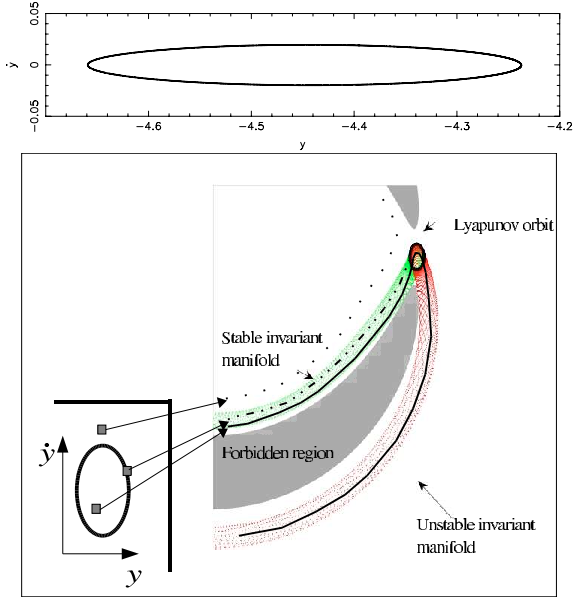 0.05
0
−0.05
ẏ
−4.6
−4.5
−4.4
−4.3
−4.2
y
Lyapunov orbit
Stable invariant
manifold
Forbidden region
ẏ
y
Unstable invariant
manifold